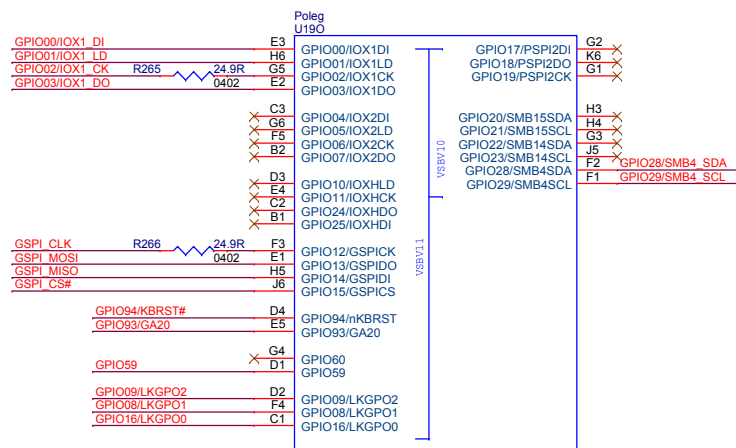 Poleg
U19O
GPIO00/IOX1_DI E3 GPIO00/IOX1DI GPIO17/PSPI2DI G2
GPIO01/IOX1_LD H6 GPIO01/IOX1LD GPIO18/PSPI2DO K6
GPIO02/IOX1_CK R265 24.9R G5 GPIO02/IOX1CK GPIO19/PSPI2CK G1
GPIO03/IOX1_DO 0402 E2 GPIO03/IOX1DO
C3 GPIO04/IOX2DI GPIO20/SMB15SDA H3
G6 GPIO05/IOX2LD GPIO21/SMB15SCL H4
F5 GPIO06/IOX2CK GPIO22/SMB14SDA G3
B2 GPIO07/IOX2DO GPIO23/SMB14SCL J5
GPIO28/SMB4SDA F2 GPIO28/SMB4_SDA
D3 GPIO10/IOXHLD GPIO29/SMB4SCL F1 GPIO29/SMB4_SCL
E4 GPIO11/IOXHCK
C2 GPIO24/IOXHDO
B1 GPIO25/IOXHDI
VSBV10
GSPI_CLK R266 24.9R F3 GPIO12/GSPICK
GSPI_MOSI 0402 E1 GPIO13/GSPIDO
GSPI_MISO H5 GPIO14/GSPIDI
GSPI_CS# J6 GPIO15/GSPICS
VSBV11
GPIO94/KBRST# D4 GPIO94/nKBRST
GPIO93/GA20 E5 GPIO93/GA20
G4 GPIO60
GPIO59 D1 GPIO59
GPIO09/LKGPO2 D2 GPIO09/LKGPO2
GPIO08/LKGPO1 F4 GPIO08/LKGPO1
GPIO16/LKGPO0 C1 GPIO16/LKGPO0